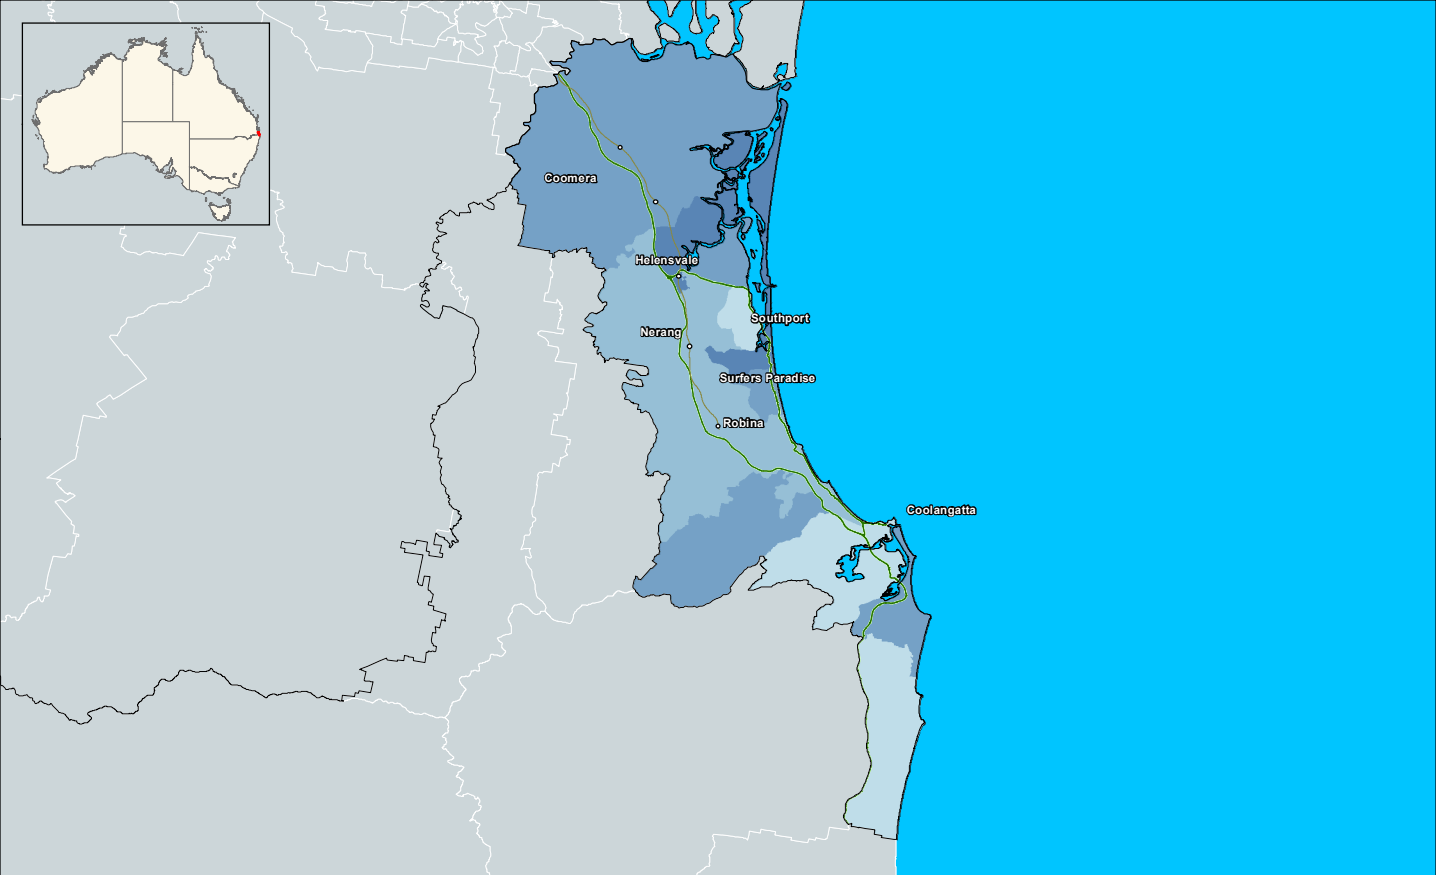 Coomera
Helensvale
Southport
Nerang
Surfers Paradise
Robina
Coolangatta